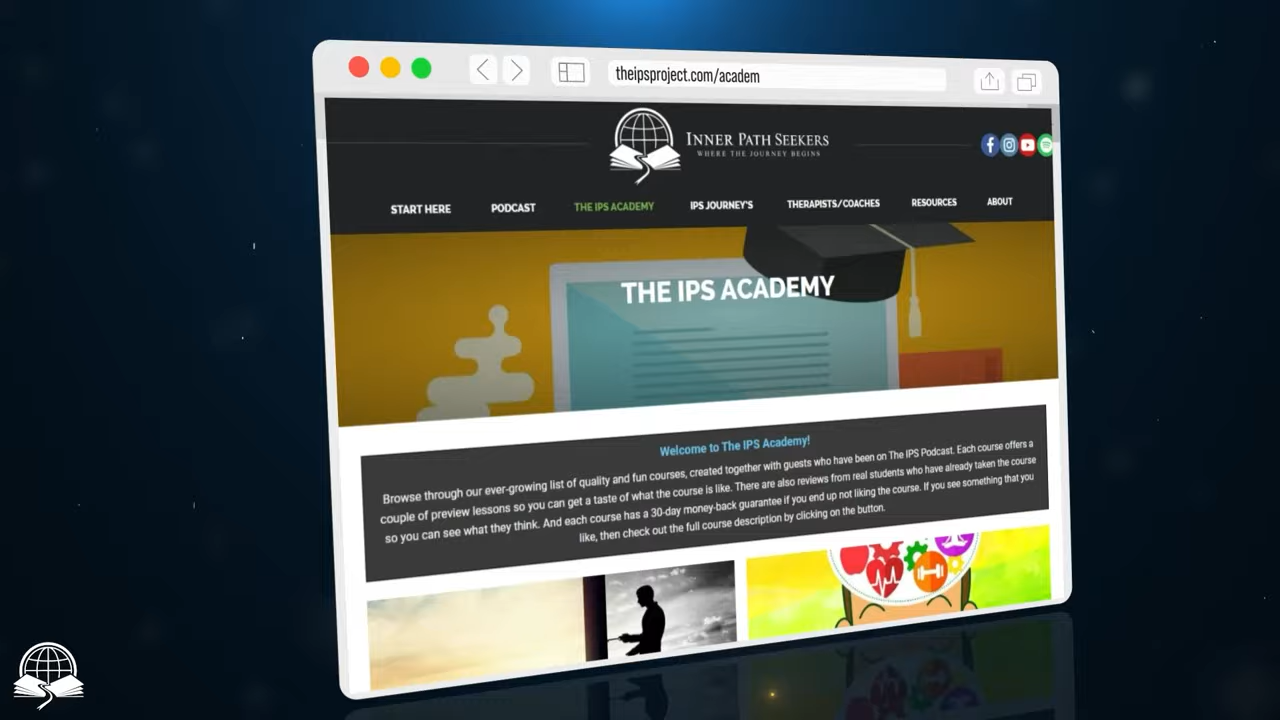 theipsproject.com/academ
INNER PATH SEEKERS
WHERE THE JOURNEY BEGINS
START HERE PODCAST THE IPS ACADEMY IPS JOURNEY'S THERAPISTS/COACHES RESOURCES ABOUT
THE IPS ACADEMY
Welcome to The IPS Academy!
Browse through our ever-growing list of quality and fun courses, created together with guests who have been on The IPS Podcast. Each course offers a
couple of preview lessons so you can get a taste of what the course is like. There are also reviews from real students who have already taken the course
so you can see what they think. And each course has a 30-day money-back guarantee if you end up not liking the course. If you see something that you
like, then check out the full course description by clicking on the button.